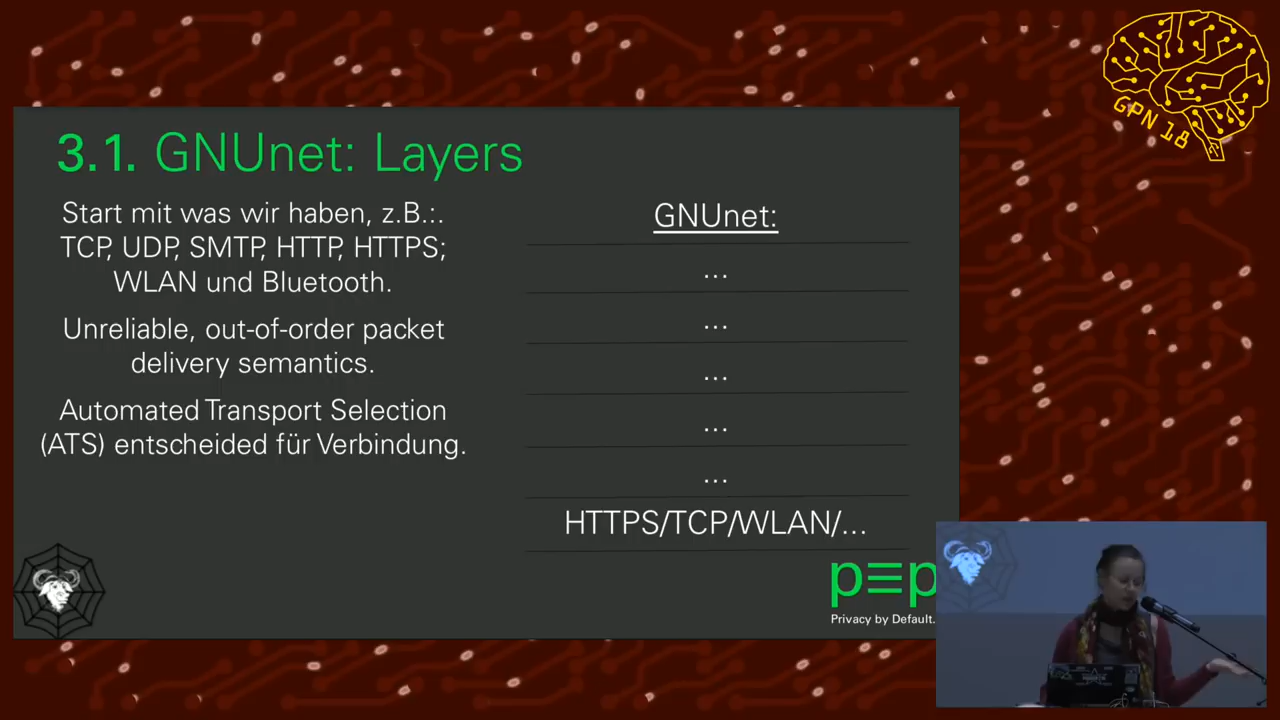 GPN 18
3.1. GNUnet: Layers
Start mit was wir haben, z.B.:.
TCP, UDP, SMTP, HTTP, HTTPS;
WLAN und Bluetooth.
Unreliable, out-of-order packet
delivery semantics.
Automated Transport Selection
(ATS) entscheided für Verbindung.
GNUnet:
...
...
...
...
...
HTTPS/TCP/WLAN/...
p≡p
Privacy by Default.